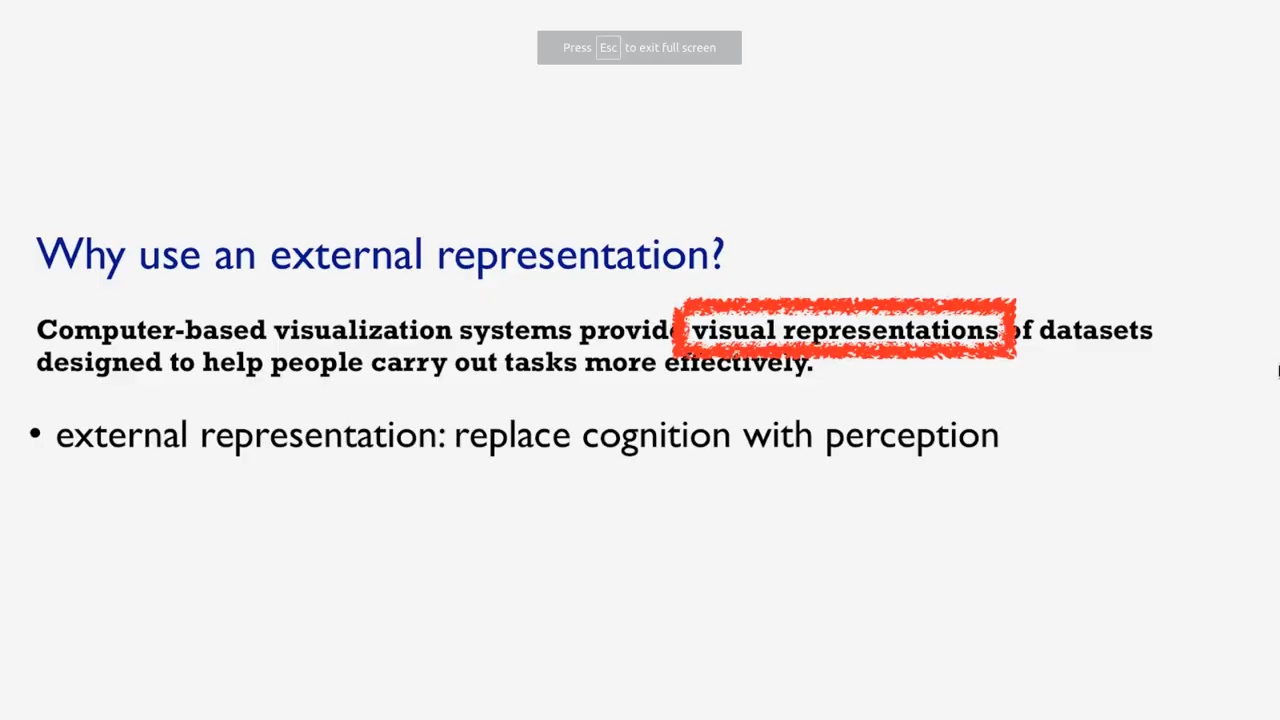 Press Esc to exit full screen
Why use an external representation?
Computer-based visualization systems provide visual representations of datasets
designed to help people carry out tasks more effectively.
• external representation: replace cognition with perception